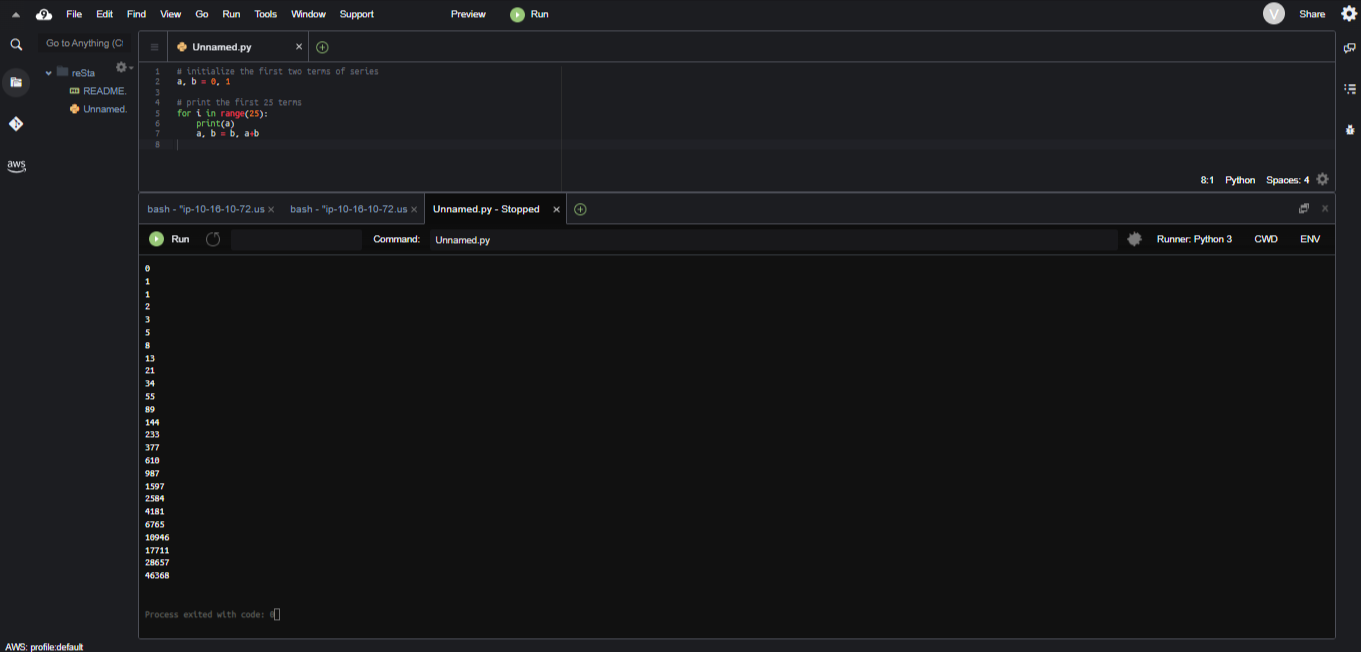 File Edit Find View Go Run Tools Window Support Preview Run V Share
Go to Anything (C
Unnamed.py
reSta
README.
Unnamed.
aws
1 # initialize the first two terms of series
2 a, b = 0, 1
3
4 # print the first 25 terms
5 for i in range(25):
6 print(a)
7 a, b = b, a+b
8
8:1 Python Spaces: 4
bash - "ip-10-16-10-72.us bash - "ip-10-16-10-72.us Unnamed.py - Stopped
Run Command: Unnamed.py Runner: Python 3 CWD ENV
0
1
1
2
3
5
8
13
21
34
55
89
144
233
377
610
987
1597
2584
4181
6765
10946
17711
28657
46368
Process exited with code: 0
AWS: profile:default